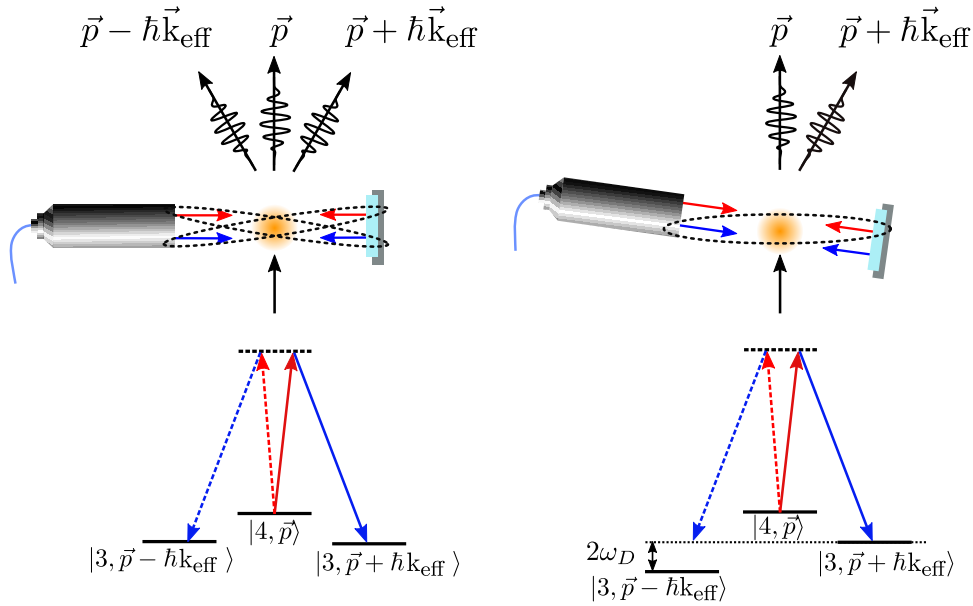 p⃗ − ħk⃗_eff  p⃗  p⃗ + ħk⃗_eff
p⃗  p⃗ + ħk⃗_eff
|4, p⃗⟩
|3, p⃗ − ħk_eff ⟩  |3, p⃗ + ħk_eff ⟩
|4, p⃗⟩
2ω_D  |3, p⃗ + ħk_eff⟩
|3, p⃗ − ħk_eff⟩